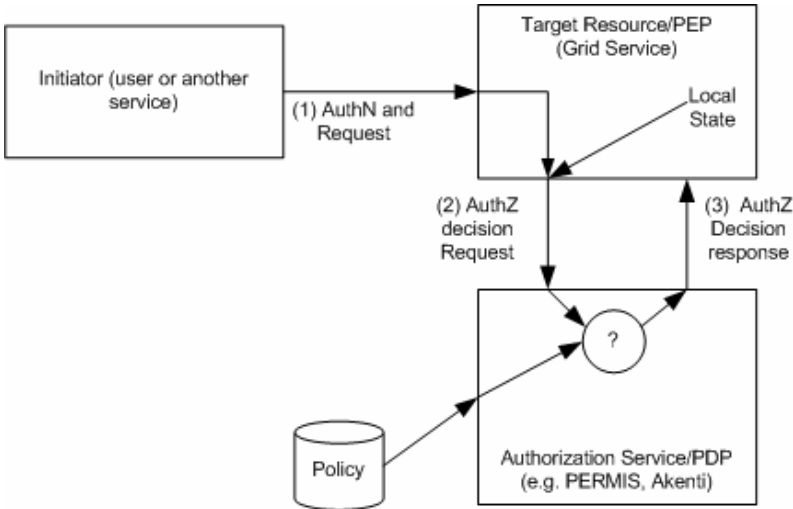 Target Resource/PEP
(Grid Service)
Initiator (user or another
service)
Local
State
(1) AuthN and
Request
(2) AuthZ
decision
Request
(3) AuthZ
Decision
response
?
Policy
Authorization Service/PDP
(e.g. PERMIS, Akenti)